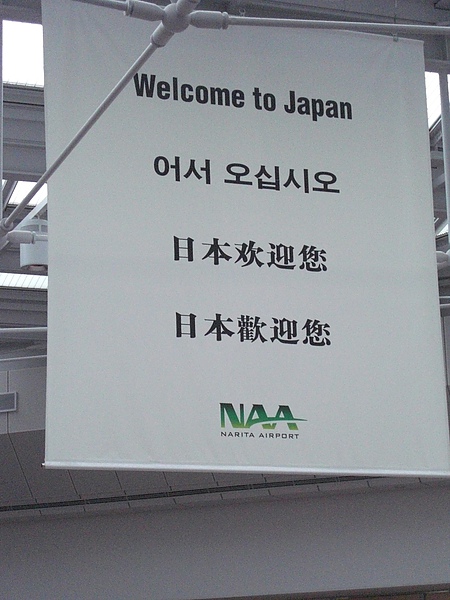 Welcome to Japan
어서 오십시오
日本欢迎您
日本歡迎您
NAA
NARITA AIRPORT